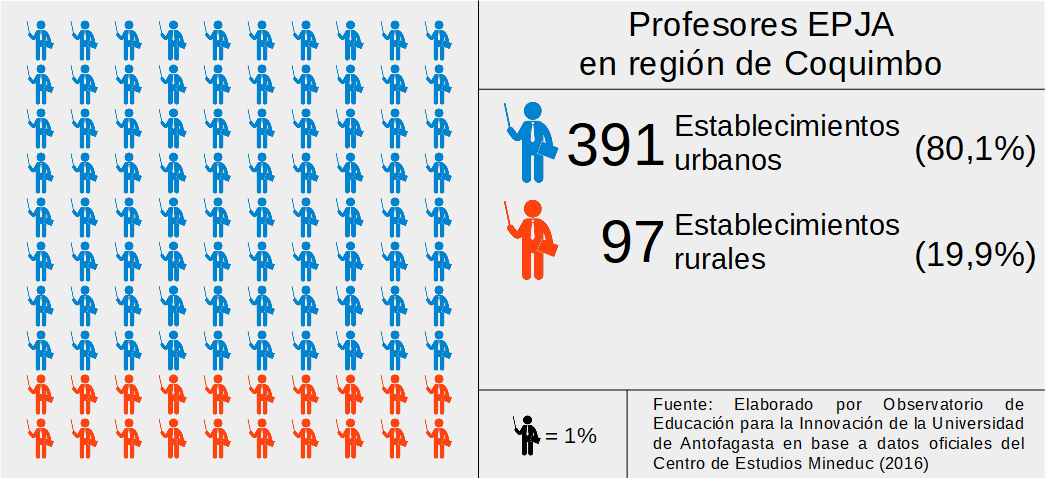 Profesores EPJA
en región de Coquimbo
391 Establecimientos urbanos (80,1%)
97 Establecimientos rurales (19,9%)
= 1%
Fuente: Elaborado por Observatorio de
Educación para la Innovación de la Universidad
de Antofagasta en base a datos oficiales del
Centro de Estudios Mineduc (2016)